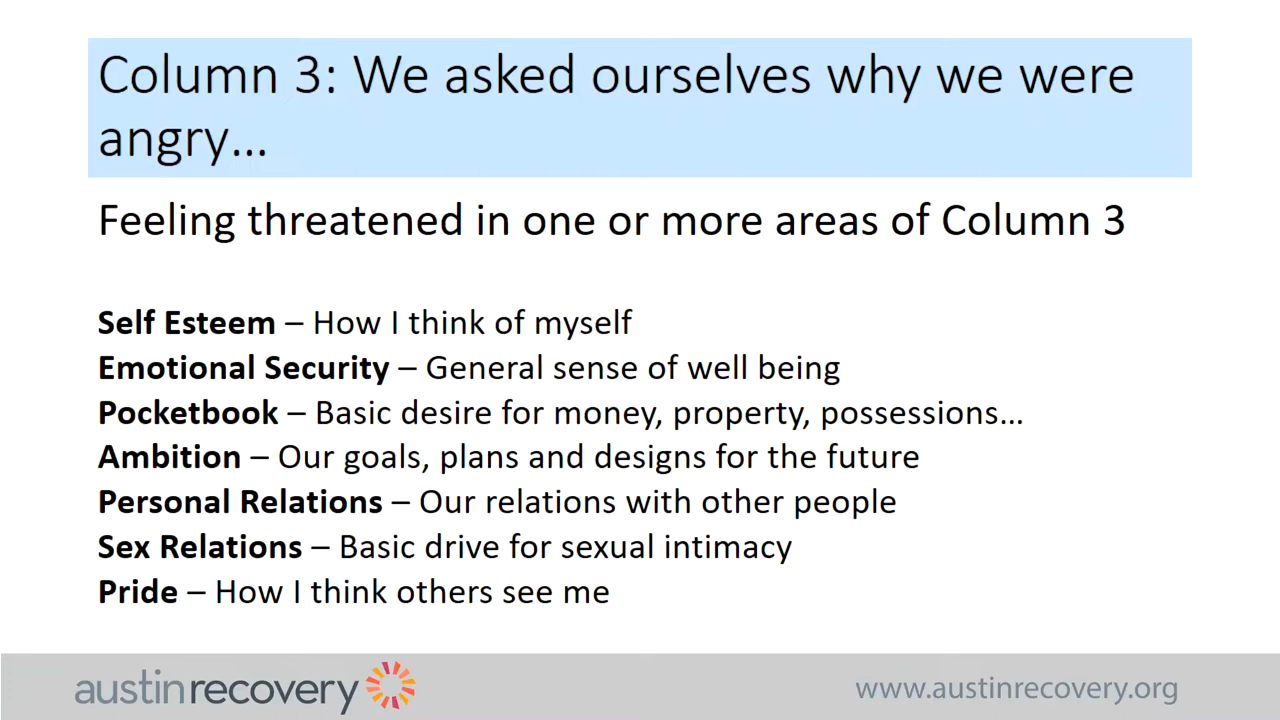 Column 3: We asked ourselves why we were
angry…
Feeling threatened in one or more areas of Column 3
Self Esteem – How I think of myself
Emotional Security – General sense of well being
Pocketbook – Basic desire for money, property, possessions…
Ambition – Our goals, plans and designs for the future
Personal Relations – Our relations with other people
Sex Relations – Basic drive for sexual intimacy
Pride – How I think others see me
austinrecovery
www.austinrecovery.org